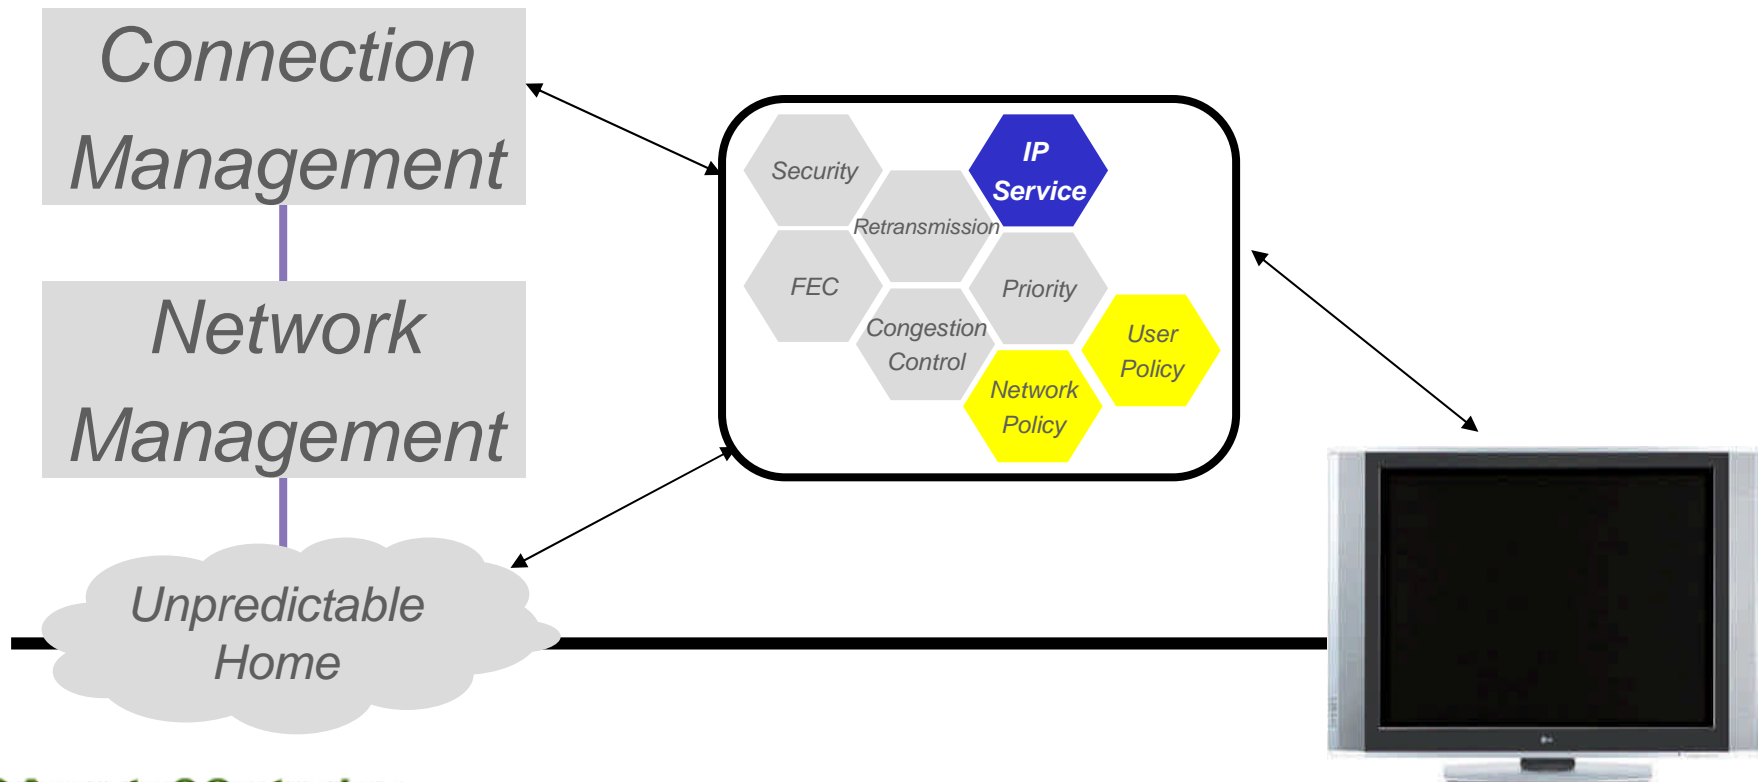 Connection
Management
Network
Management
Unpredictable
Home
Security
IP
Service
Retransmission
FEC
Priority
Congestion
Control
User
Policy
Network
Policy